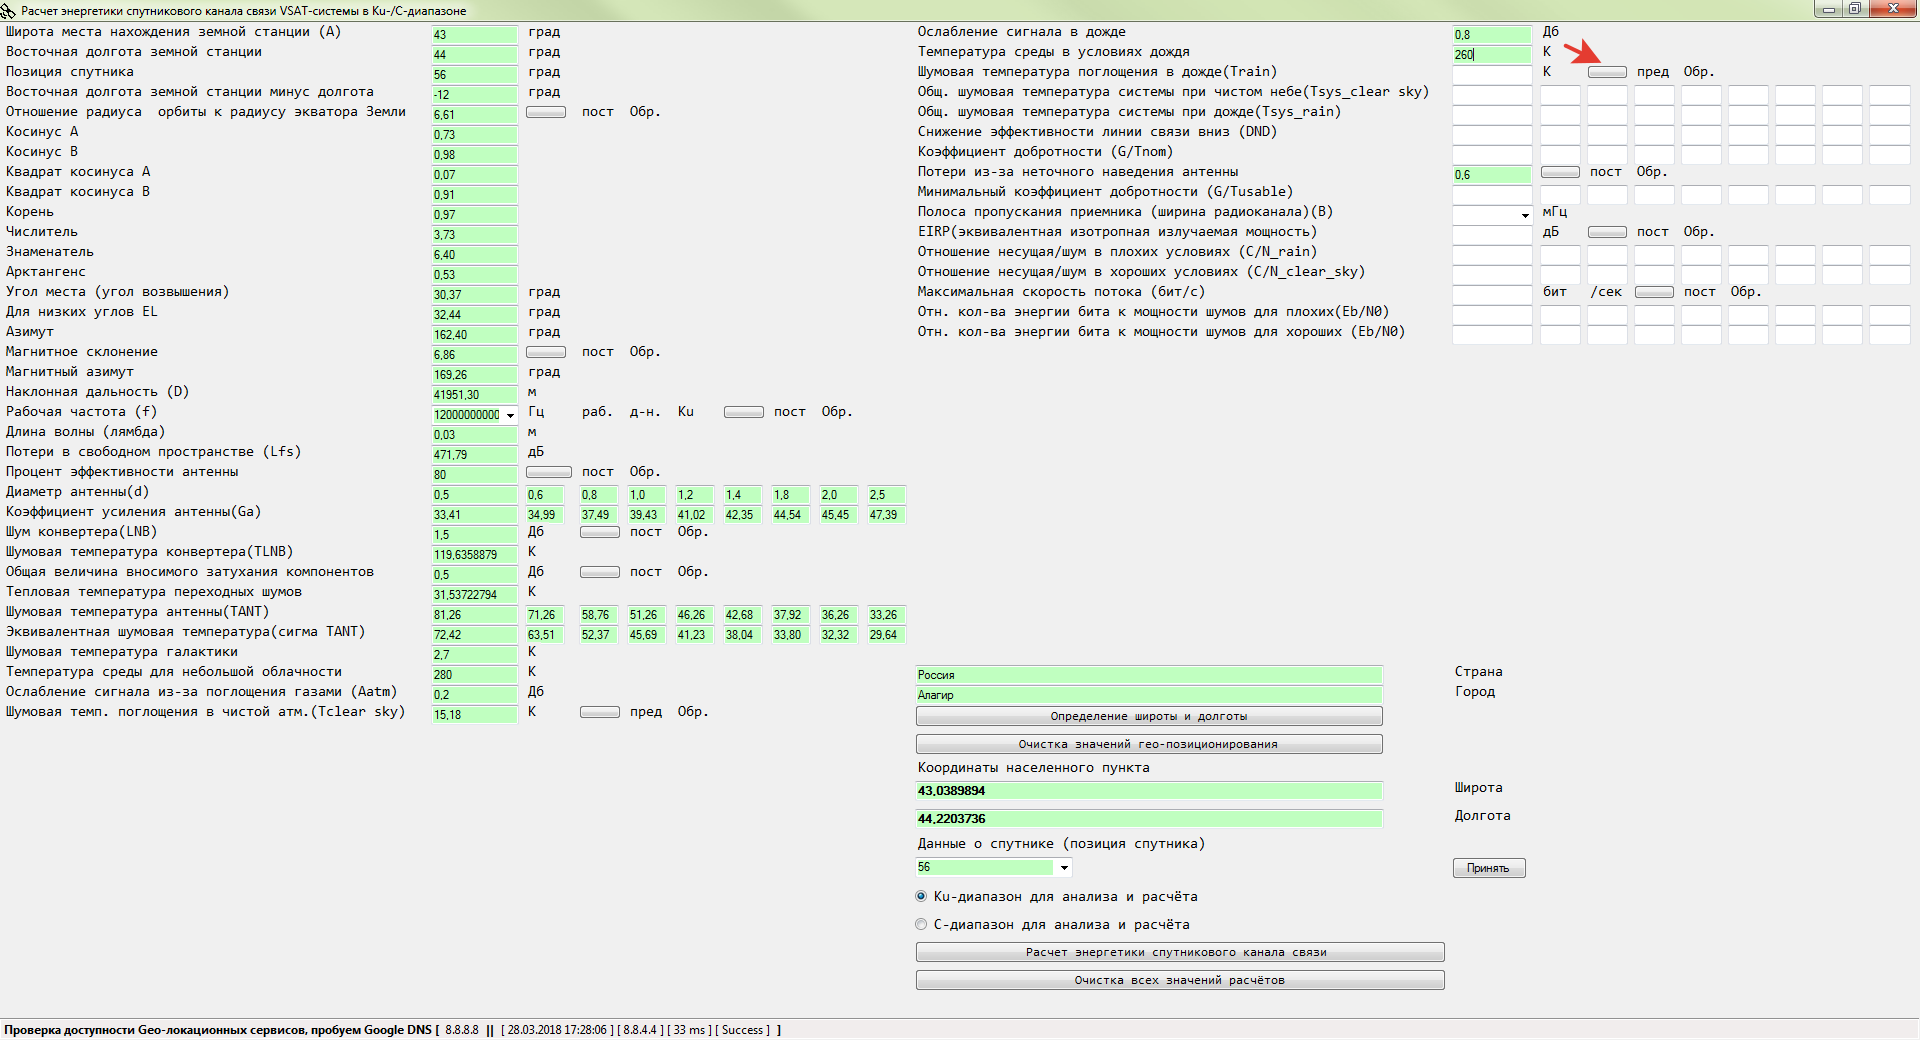 Расчет энергетики спутникового канала связи VSAT-системы в Ku-/C-диапазоне
Широта места нахождения земной станции (А) 43 град
Восточная долгота земной станции 44 град
Позиция спутника 56 град
Восточная долгота земной станции минус долгота -12 град
Отношение радиуса орбиты к радиусу экватора Земли 6,61 пост Обр.
Косинус А 0,73
Косинус В 0,98
Квадрат косинуса А 0,07
Квадрат косинуса В 0,91
Корень 0,97
Числитель 3,73
Знаменатель 6,40
Арктангенс 0,53
Угол места (угол возвышения) 30,37 град
Для низких углов EL 32,44 град
Азимут 162,40 град
Магнитное склонение 6,86 пост Обр.
Магнитный азимут 169,26 град
Наклонная дальность (D) 41951,30 м
Рабочая частота (f) 12000000000 Гц раб. д-н. Ku пост Обр.
Длина волны (лямбда) 0,03 м
Потери в свободном пространстве (Lfs) 471,79 дБ
Процент эффективности антенны 80 пост Обр.
Диаметр антенны(d) 0,5 0,6 0,8 1,0 1,2 1,4 1,8 2,0 2,5
Коэффициент усиления антенны(Ga) 33,41 34,99 37,49 39,43 41,02 42,35 44,54 45,45 47,39
Шум конвертера(LNB) 1,5 Дб пост Обр.
Шумовая температура конвертера(TLNB) 119,6358879 К
Общая величина вносимого затухания компонентов 0,5 Дб пост Обр.
Тепловая температура переходных шумов 31,53722794 К
Шумовая температура антенны(TANT) 81,26 71,26 58,76 51,26 46,26 42,68 37,92 36,26 33,26
Эквивалентная шумовая температура(сигма TANT) 72,42 63,51 52,37 45,69 41,23 38,04 33,80 32,32 29,64
Шумовая температура галактики 2,7 К
Температура среды для небольшой облачности 280 К
Ослабление сигнала из-за поглощения газами (Aatm) 0,2 Дб
Шумовая темп. поглощения в чистой атм.(Tclear sky) 15,18 К пред Обр.
Ослабление сигнала в дожде 0,8 Дб
Температура среды в условиях дождя 260 К
Шумовая температура поглощения в дожде(Train) К пред Обр.
Общ. шумовая температура системы при чистом небе(Tsys_clear sky)
Общ. шумовая температура системы при дожде(Tsys_rain)
Снижение эффективности линии связи вниз (DND)
Коэффициент добротности (G/Tnom)
Потери из-за неточного наведения антенны 0,6 пост Обр.
Минимальный коэффициент добротности (G/Tusable)
Полоса пропускания приемника (ширина радиоканала)(В) мГц
EIRP(эквивалентная изотропная излучаемая мощность) дБ пост Обр.
Отношение несущая/шум в плохих условиях (C/N_rain)
Отношение несущая/шум в хороших условиях (C/N_clear_sky)
Максимальная скорость потока (бит/с) бит /сек пост Обр.
Отн. кол-ва энергии бита к мощности шумов для плохих(Eb/N0)
Отн. кол-ва энергии бита к мощности шумов для хороших (Eb/N0)
Россия Страна
Алагир Город
Определение широты и долготы
Очистка значений гео-позиционирования
Координаты населенного пункта
43,0389894 Широта
44,2203736 Долгота
Данные о спутнике (позиция спутника)
56 Принять
Ku-диапазон для анализа и расчёта
C-диапазон для анализа и расчёта
Расчет энергетики спутникового канала связи
Очистка всех значений расчётов
Проверка доступности Geo-локационных сервисов, пробуем Google DNS [ 8.8.8.8 || [ 28.03.2018 17:28:06 ] [ 8.8.4.4 ] [ 33 ms ] [ Success ] ]